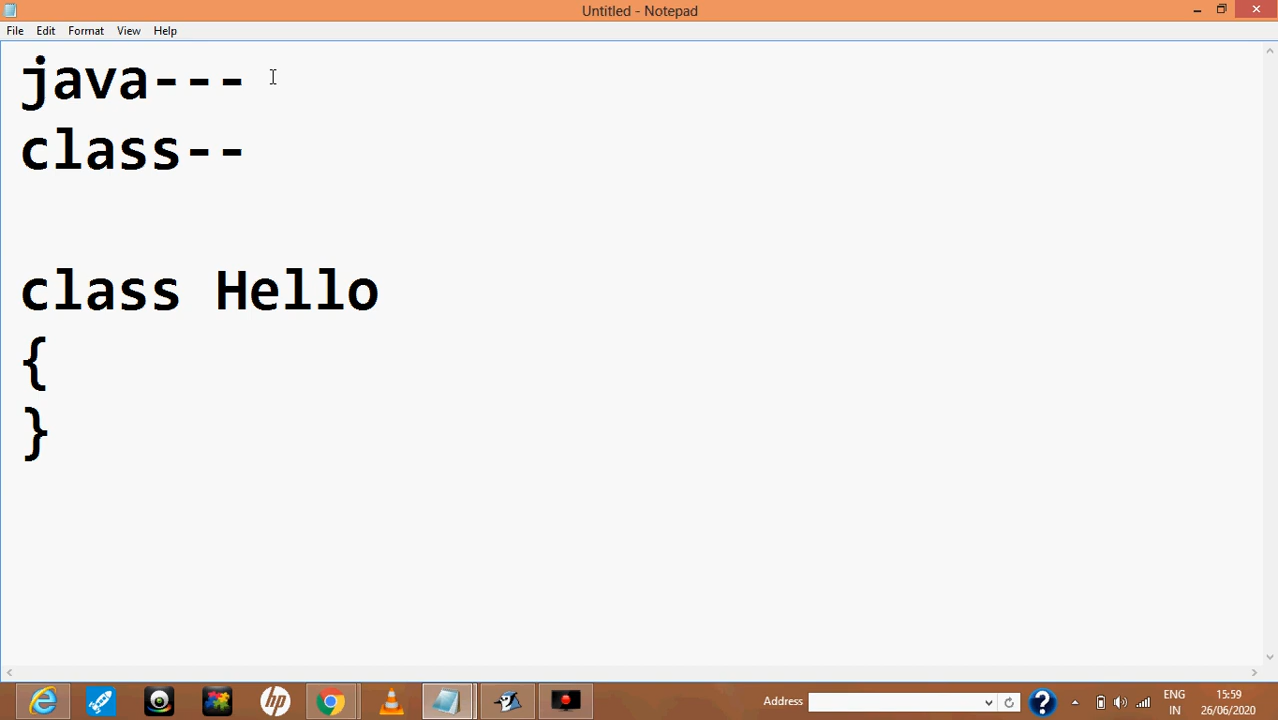 Untitled - Notepad
File Edit Format View Help
java---
class--
class Hello
{
}
hp
Address
ENG
IN
15:59
26/06/2020